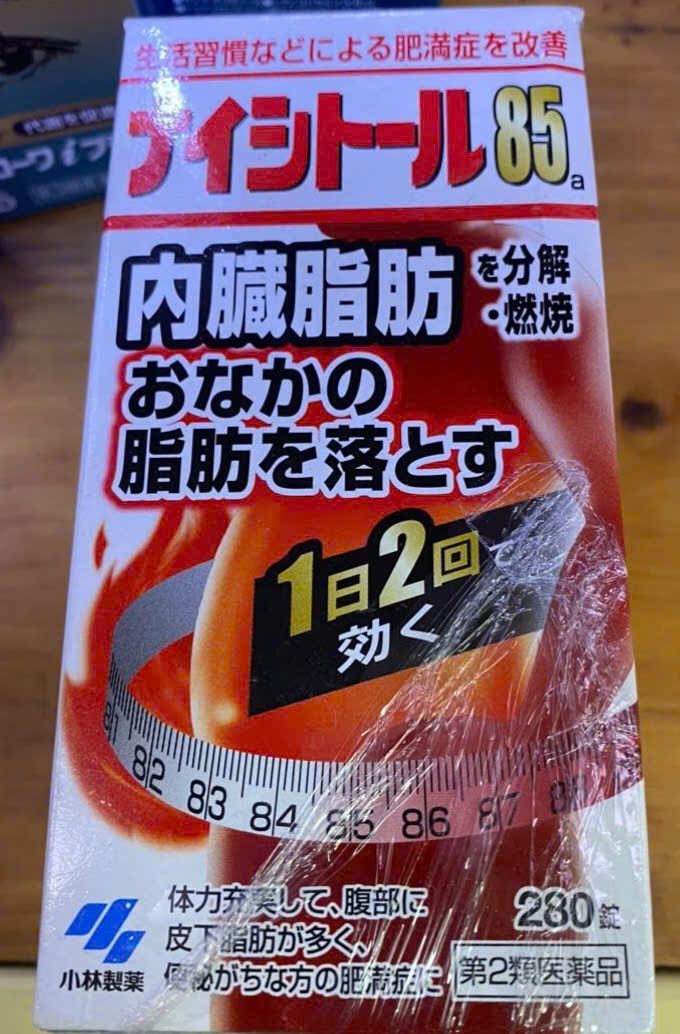 生活習慣などによる肥満症を改善
ナイシトール85a
内臓脂肪を分解・燃焼
おなかの
脂肪を落とす
1日2回
効く
81 82 83 84 85 86 87 88
体力充実して、腹部に
皮下脂肪が多く、
便秘がちな方の肥満症に
280錠
第2類医薬品
小林製薬